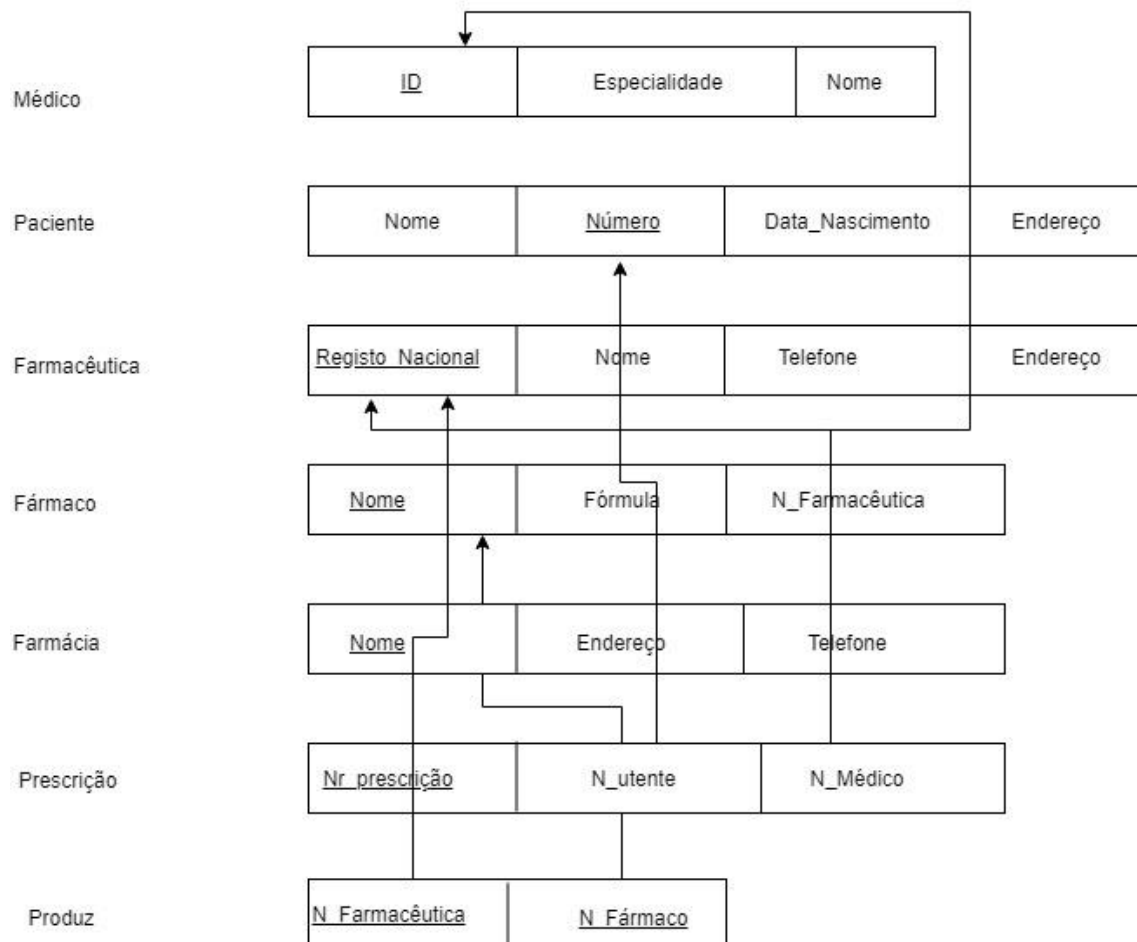 Médico ID Especialidade Nome
Paciente Nome Número Data_Nascimento Endereço
Farmacêutica Registo_Nacional Nome Telefone Endereço
Fármaco Nome Fórmula N_Farmacêutica
Farmácia Nome Endereço Telefone
Prescrição Nr_prescrição N_utente N_Médico
Produz N_Farmacêutica N_Fármaco